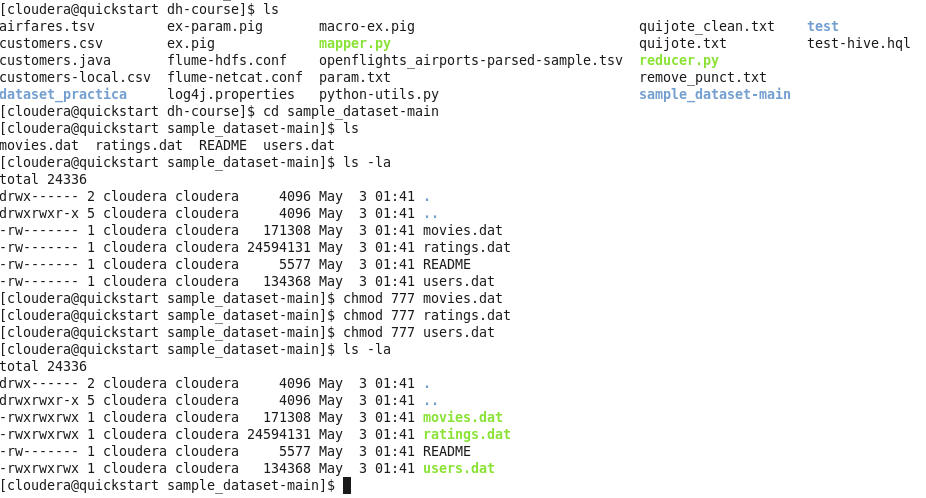 [cloudera@quickstart dh-course]$ ls
airfares.tsv         ex-param.pig       macro-ex.pig                            quijote_clean.txt    test
customers.csv        ex.pig             mapper.py                               quijote.txt          test-hive.hql
customers.java       flume-hdfs.conf    openflights_airports-parsed-sample.tsv  reducer.py
customers-local.csv  flume-netcat.conf  param.txt                               remove_punct.txt
dataset_practica     log4j.properties   python-utils.py                         sample_dataset-main
[cloudera@quickstart dh-course]$ cd sample_dataset-main
[cloudera@quickstart sample_dataset-main]$ ls
movies.dat  ratings.dat  README  users.dat
[cloudera@quickstart sample_dataset-main]$ ls -la
total 24336
drwx------ 2 cloudera cloudera     4096 May  3 01:41 .
drwxrwxr-x 5 cloudera cloudera     4096 May  3 01:41 ..
-rw------- 1 cloudera cloudera   171308 May  3 01:41 movies.dat
-rw------- 1 cloudera cloudera 24594131 May  3 01:41 ratings.dat
-rw------- 1 cloudera cloudera     5577 May  3 01:41 README
-rw------- 1 cloudera cloudera   134368 May  3 01:41 users.dat
[cloudera@quickstart sample_dataset-main]$ chmod 777 movies.dat
[cloudera@quickstart sample_dataset-main]$ chmod 777 ratings.dat
[cloudera@quickstart sample_dataset-main]$ chmod 777 users.dat
[cloudera@quickstart sample_dataset-main]$ ls -la
total 24336
drwx------ 2 cloudera cloudera     4096 May  3 01:41 .
drwxrwxr-x 5 cloudera cloudera     4096 May  3 01:41 ..
-rwxrwxrwx 1 cloudera cloudera   171308 May  3 01:41 movies.dat
-rwxrwxrwx 1 cloudera cloudera 24594131 May  3 01:41 ratings.dat
-rw------- 1 cloudera cloudera     5577 May  3 01:41 README
-rwxrwxrwx 1 cloudera cloudera   134368 May  3 01:41 users.dat
[cloudera@quickstart sample_dataset-main]$